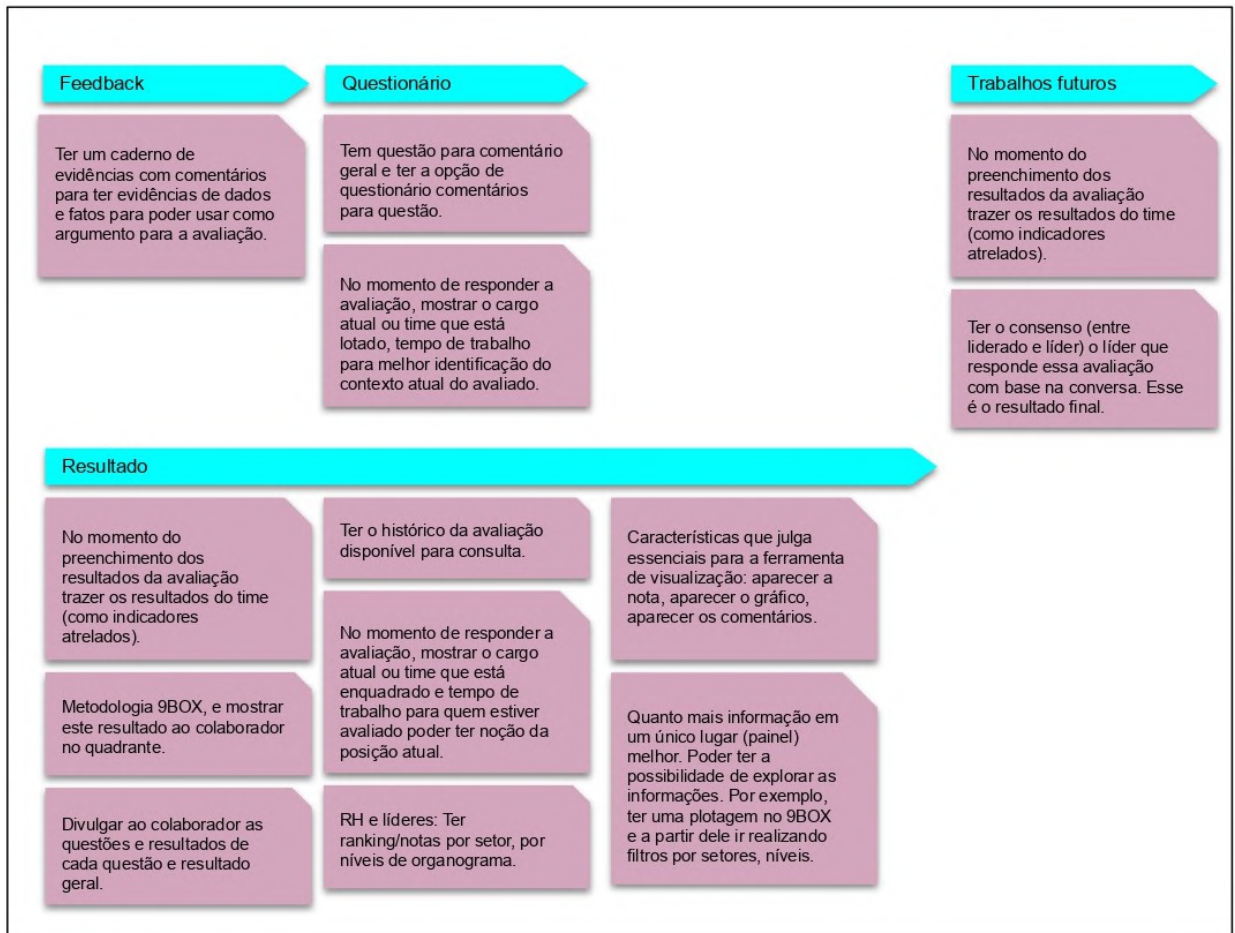 Feedback
Ter um caderno de
evidências com comentários
para ter evidências de dados
e fatos para poder usar como
argumento para a avaliação.
Questionário
Tem questão para comentário
geral e ter a opção de
questionário comentários
para questão.
No momento de responder a
avaliação, mostrar o cargo
atual ou time que está
lotado, tempo de trabalho
para melhor identificação do
contexto atual do avaliado.
Trabalhos futuros
No momento do
preenchimento dos
resultados da avaliação
trazer os resultados do time
(como indicadores
atrelados).
Ter o consenso (entre
liderado e líder) o líder que
responde essa avaliação
com base na conversa. Esse
é o resultado final.
Resultado
No momento do
preenchimento dos
resultados da avaliação
trazer os resultados do time
(como indicadores
atrelados).
Metodologia 9BOX, e mostrar
este resultado ao colaborador
no quadrante.
Divulgar ao colaborador as
questões e resultados de
cada questão e resultado
geral.
Ter o histórico da avaliação
disponível para consulta.
No momento de responder a
avaliação, mostrar o cargo
atual ou time que está
enquadrado e tempo de
trabalho para quem estiver
avaliado poder ter noção da
posição atual.
RH e líderes: Ter
ranking/notas por setor, por
níveis de organograma.
Características que julga
essenciais para a ferramenta
de visualização: aparecer a
nota, aparecer o gráfico,
aparecer os comentários.
Quanto mais informação em
um único lugar (painel)
melhor. Poder ter a
possibilidade de explorar as
informações. Por exemplo,
ter uma plotagem no 9BOX
e a partir dele ir realizando
filtros por setores, níveis.